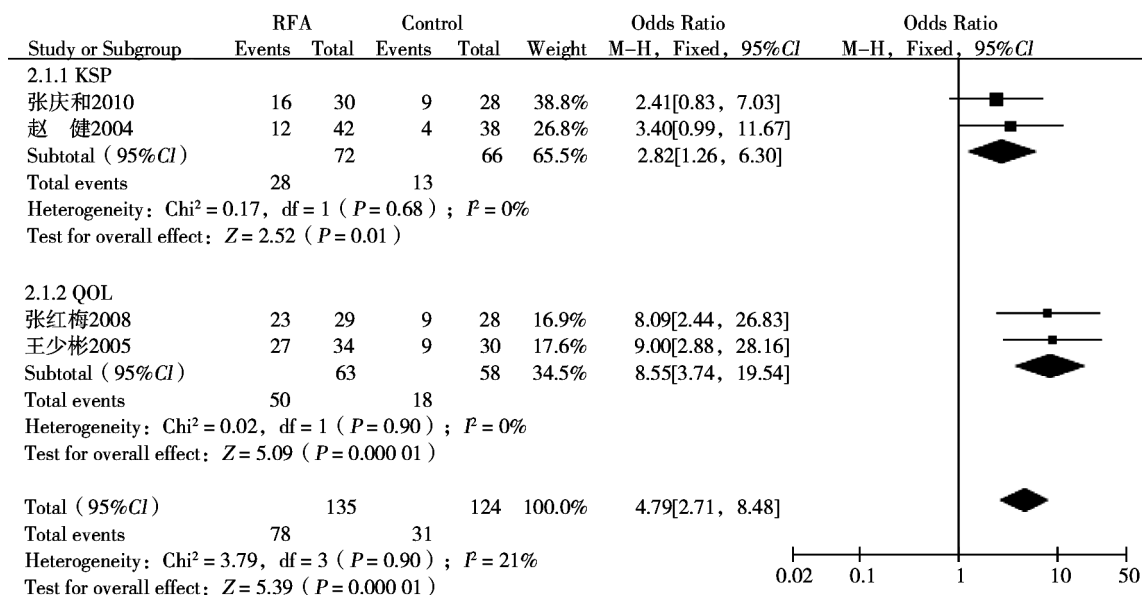 RFA Control Odds Ratio Odds Ratio
Study or Subgroup Events Total Events Total Weight M-H, Fixed, 95%CI M-H, Fixed, 95%CI
2.1.1 KSP
张庆和2010 16 30 9 28 38.8% 2.41[0.83, 7.03]
赵 健2004 12 42 4 38 26.8% 3.40[0.99, 11.67]
Subtotal (95%CI) 72 66 65.5% 2.82[1.26, 6.30]
Total events 28 13
Heterogeneity: Chi² = 0.17, df = 1 (P = 0.68); I² = 0%
Test for overall effect: Z = 2.52 (P = 0.01)
2.1.2 QOL
张红梅2008 23 29 9 28 16.9% 8.09[2.44, 26.83]
王少彬2005 27 34 9 30 17.6% 9.00[2.88, 28.16]
Subtotal (95%CI) 63 58 34.5% 8.55[3.74, 19.54]
Total events 50 18
Heterogeneity: Chi² = 0.02, df = 1 (P = 0.90); I² = 0%
Test for overall effect: Z = 5.09 (P = 0.000 01)
Total (95%CI) 135 124 100.0% 4.79[2.71, 8.48]
Total events 78 31
Heterogeneity: Chi² = 3.79, df = 3 (P = 0.90); I² = 21%
Test for overall effect: Z = 5.39 (P = 0.000 01)
0.02 0.1 1 10 50